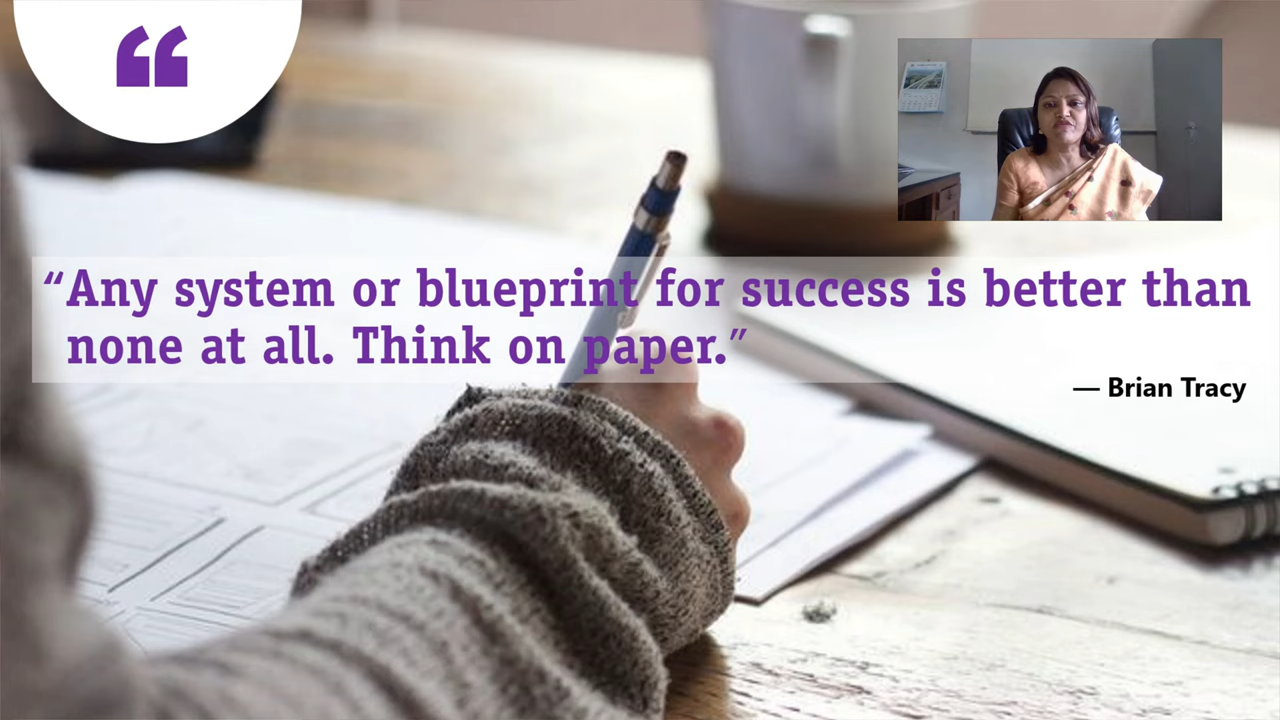 “Any system or blueprint for success is better than
none at all. Think on paper.”
— Brian Tracy